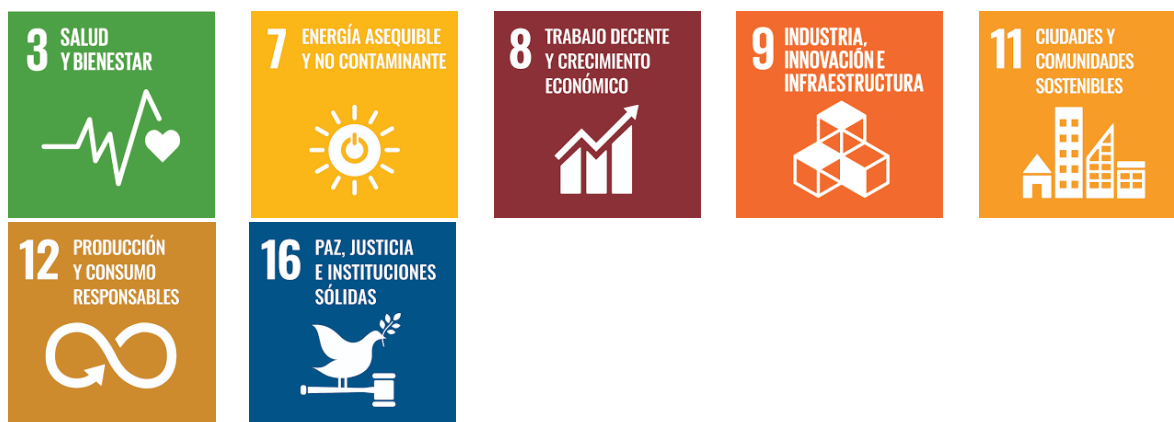 3 SALUD
Y BIENESTAR
7 ENERGÍA ASEQUIBLE
Y NO CONTAMINANTE
8 TRABAJO DECENTE
Y CRECIMIENTO
ECONÓMICO
9 INDUSTRIA,
INNOVACIÓN E
INFRAESTRUCTURA
11 CIUDADES Y
COMUNIDADES
SOSTENIBLES
12 PRODUCCIÓN
Y CONSUMO
RESPONSABLES
16 PAZ, JUSTICIA
E INSTITUCIONES
SÓLIDAS